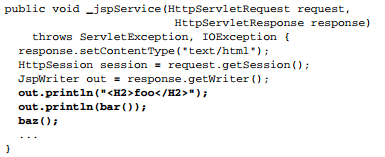 public void _jspService(HttpServletRequest request,
                        HttpServletResponse response)
    throws ServletException, IOException {
  response.setContentType("text/html");
  HttpSession session = request.getSession();
  JspWriter out = response.getWriter();
  out.println("<H2>foo</H2>");
  out.println(bar());
  baz();
  ...
}